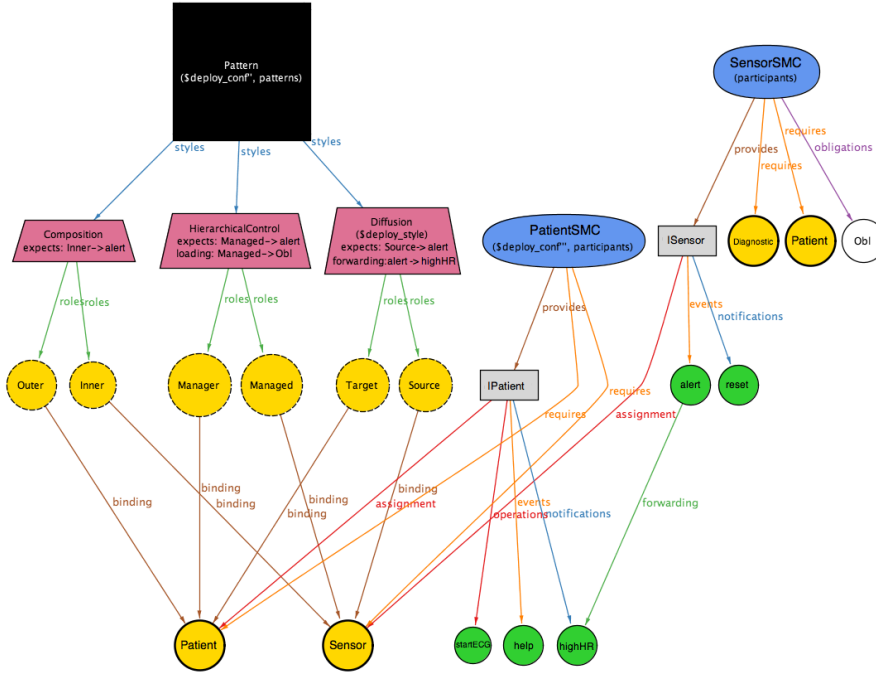 Pattern
($deploy_conf", patterns)
SensorSMC
(participants)
styles
styles
styles
provides
requires
requires
obligations
Composition
expects: Inner->alert
HierarchicalControl
expects: Managed->alert
loading: Managed->Obl
Diffusion
($deploy_style)
expects: Source->alert
forwarding:alert->highHR
PatientSMC
($deploy_conf'", participants)
ISensor
Diagnostic
Patient
Obl
roles
roles
roles
roles
roles
roles
provides
events
notifications
Outer
Inner
Manager
Managed
Target
Source
IPatient
alert
reset
requires
requires
assignment
binding
binding
binding
binding
binding
binding
assignment
events
operations
notifications
forwarding
Patient
Sensor
startECG
help
highHR